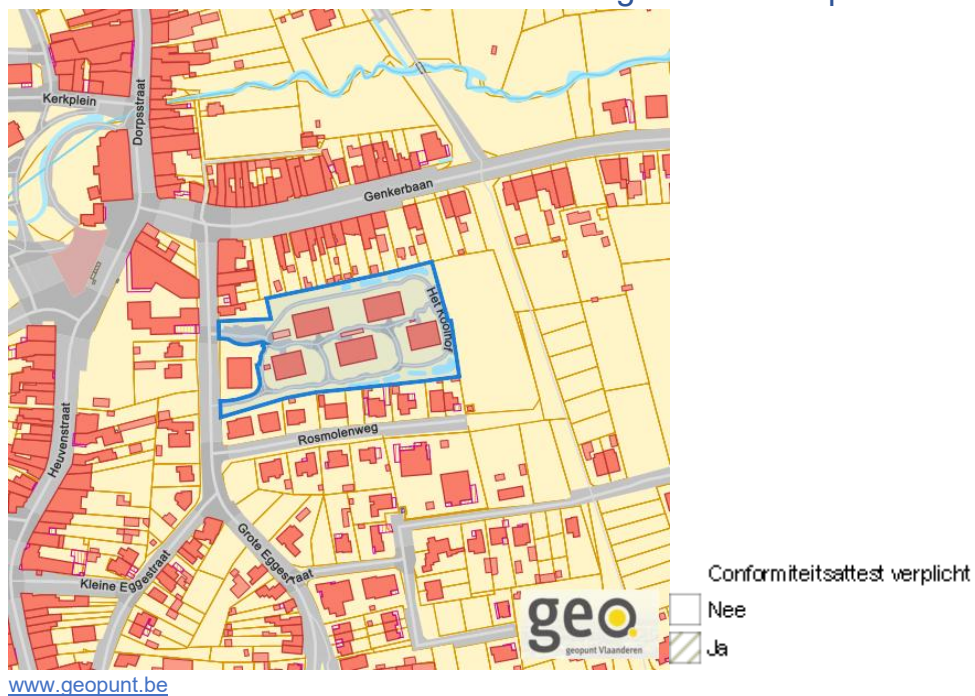 Kerkplein
Dorpsstraat
Genkerbaan
Het Koolhof
Heuvenstraat
Rosmolenweg
Grote Eggestraat
Kleine Eggestraat
geo.
geopunt Vlaanderen
Conformiteitsattest verplicht
Nee
Ja
www.geopunt.be